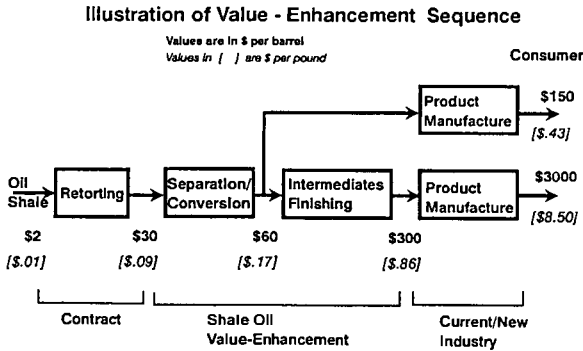 Illustration of Value - Enhancement Sequence
Values are in $ per barrel
Values in [ ] are $ per pound
Consumer
Product
Manufacture
$150
[$.43]
Oil
Shale
Retorting
Separation/
Conversion
Intermediates
Finishing
Product
Manufacture
$3000
[$8.50]
$2
$30
$60
$300
[$.01]
[$.09]
[$.17]
[$.86]
Contract
Shale Oil
Value-Enhancement
Current/New
Industry